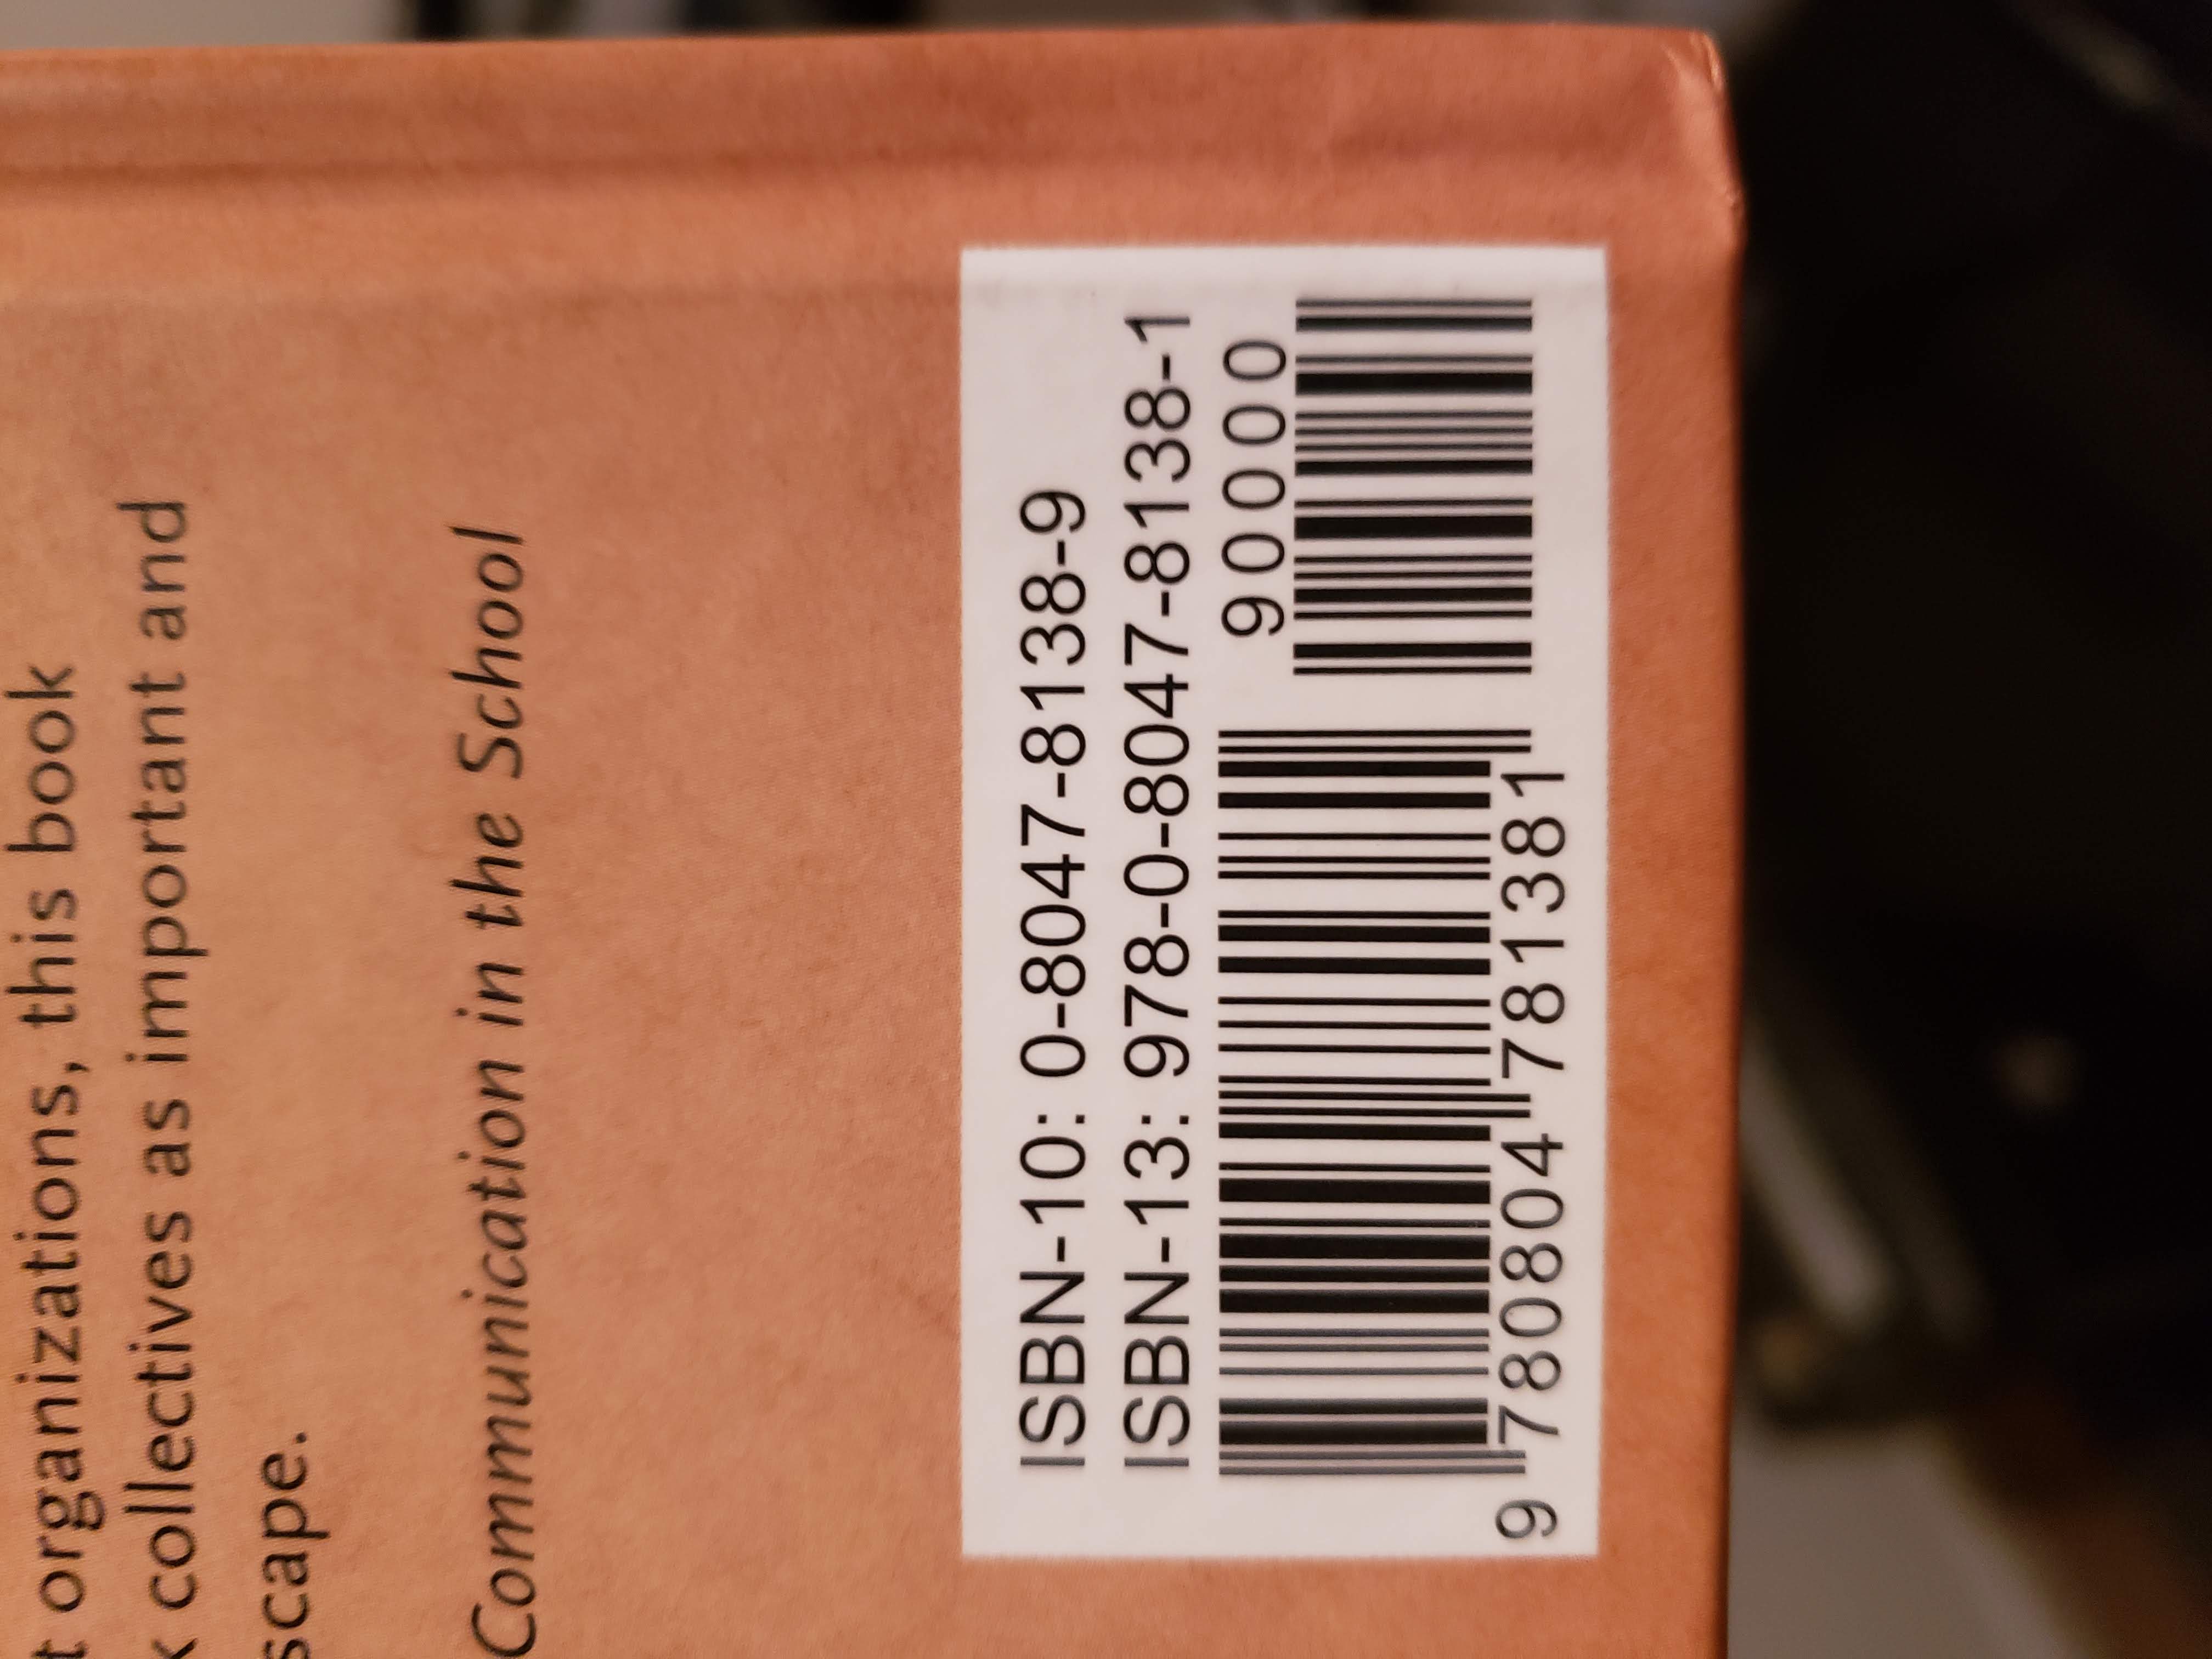 t organizations, this book
k collectives as important and
scape.
Communication in the School
ISBN-10: 0-8047-8138-9
ISBN-13: 978-0-8047-8138-1
90000
9 780804 781381